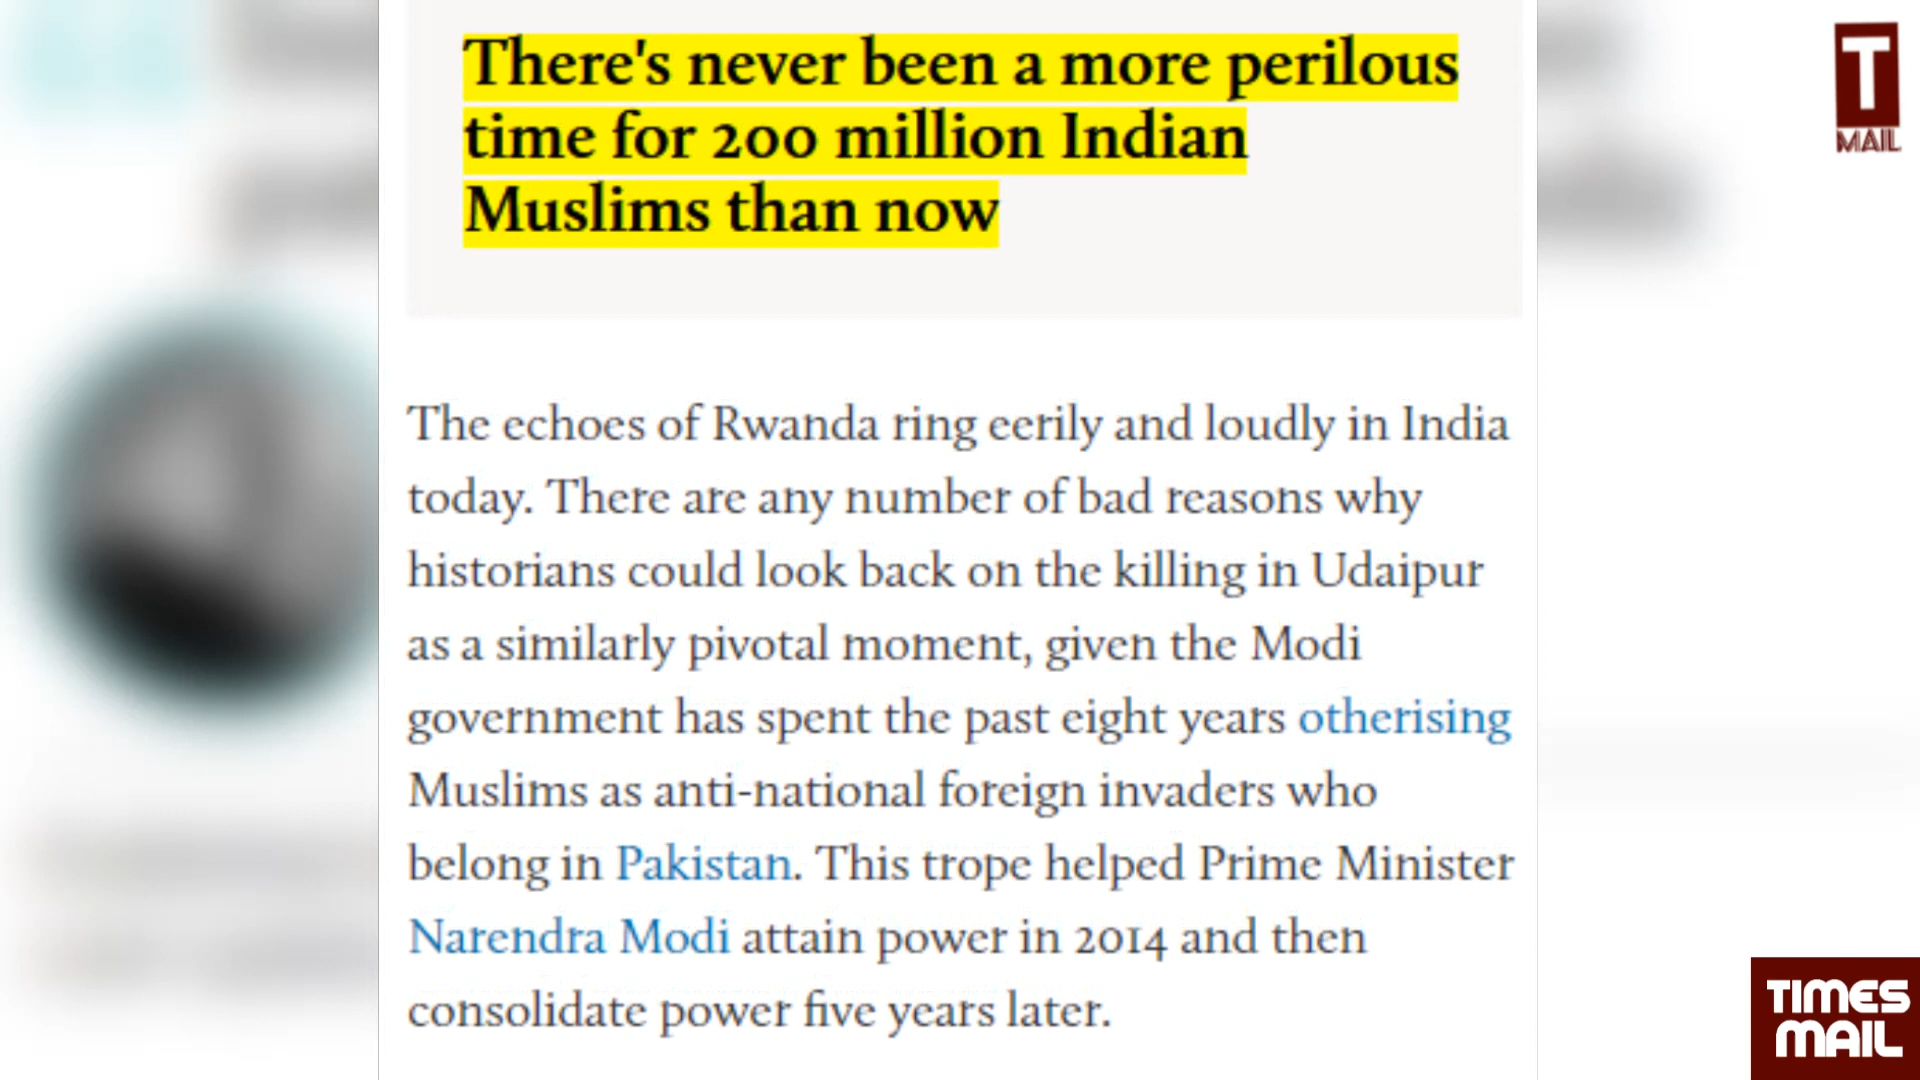 There's never been a more perilous
time for 200 million Indian
Muslims than now
The echoes of Rwanda ring eerily and loudly in India
today. There are any number of bad reasons why
historians could look back on the killing in Udaipur
as a similarly pivotal moment, given the Modi
government has spent the past eight years otherising
Muslims as anti-national foreign invaders who
belong in Pakistan. This trope helped Prime Minister
Narendra Modi attain power in 2014 and then
consolidate power five years later.
T
MAIL
TIMES
MAIL